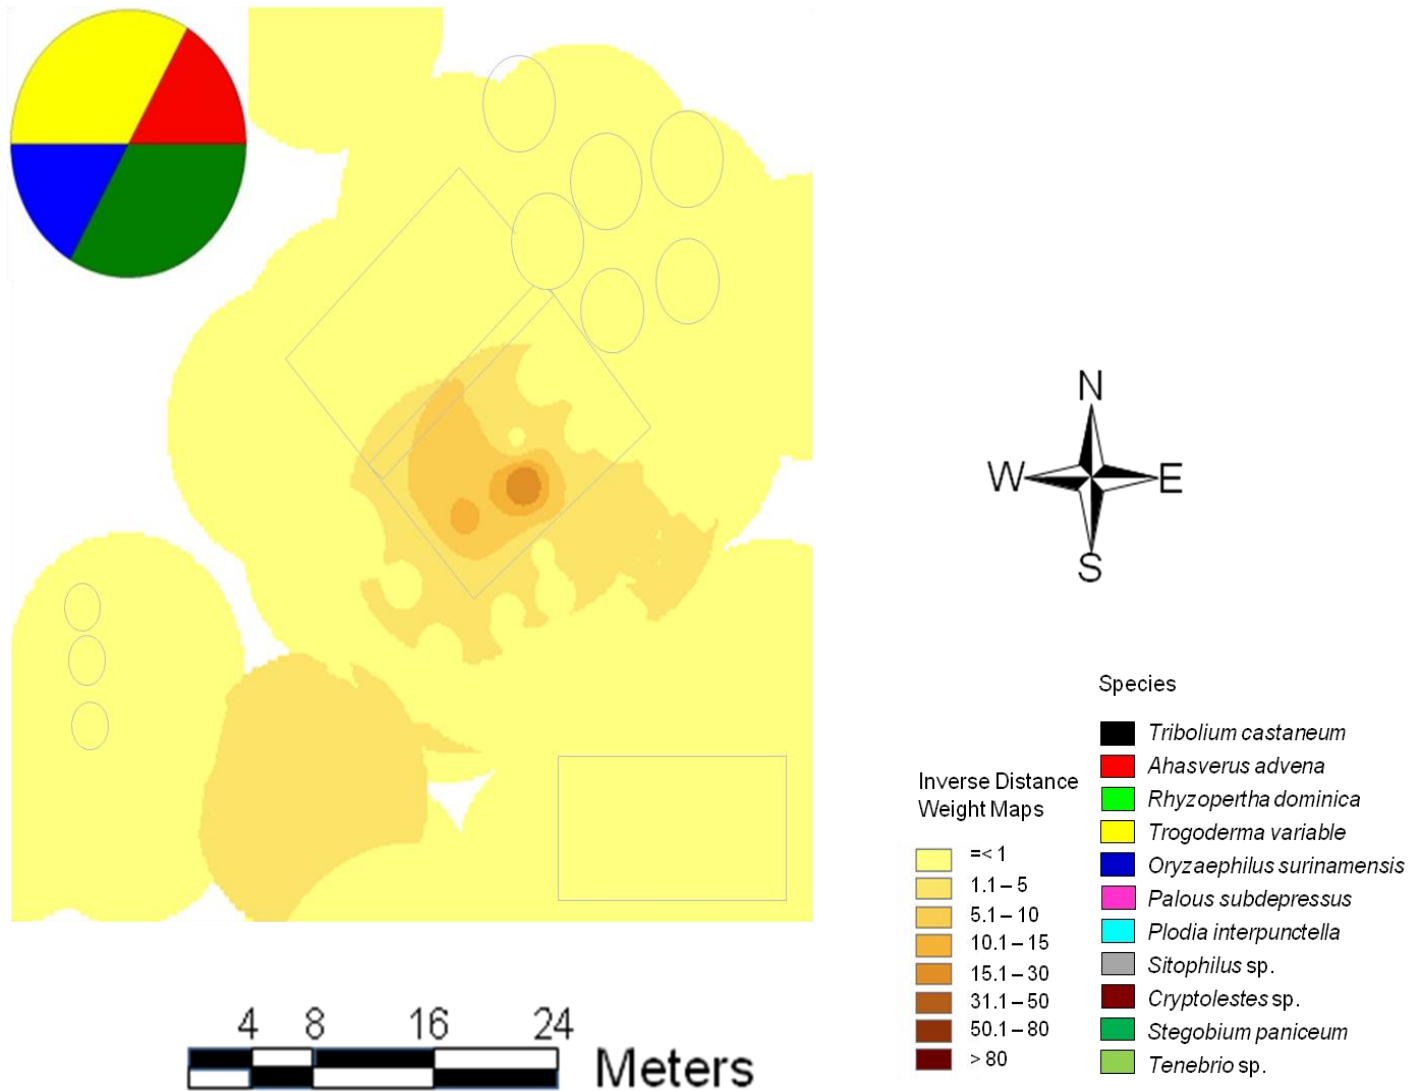 N
W E
S
Species
Tribolium castaneum
Ahasverus advena
Rhyzopertha dominica
Trogoderma variable
Oryzaephilus surinamensis
Palous subdepressus
Plodia interpunctella
Sitophilus sp.
Cryptolestes sp.
Stegobium paniceum
Tenebrio sp.
Inverse Distance
Weight Maps
=< 1
1.1 – 5
5.1 – 10
10.1 – 15
15.1 – 30
31.1 – 50
50.1 – 80
> 80
4 8 16 24
Meters